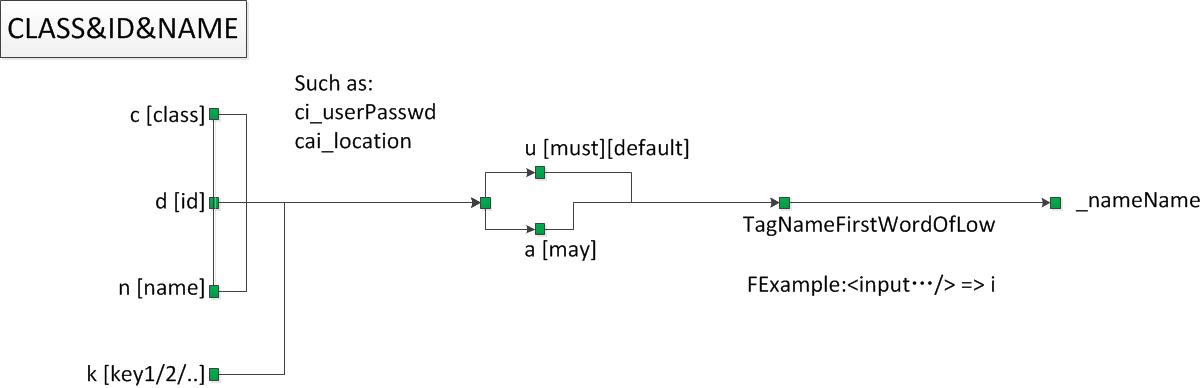 CLASS&ID&NAME
Such as:
ci_userPasswd
cai_location
c [class]
u [must][default]
d [id]
_nameName
TagNameFirstWordOfLow
a [may]
n [name]
FExample:<input···/> => i
k [key1/2/..]